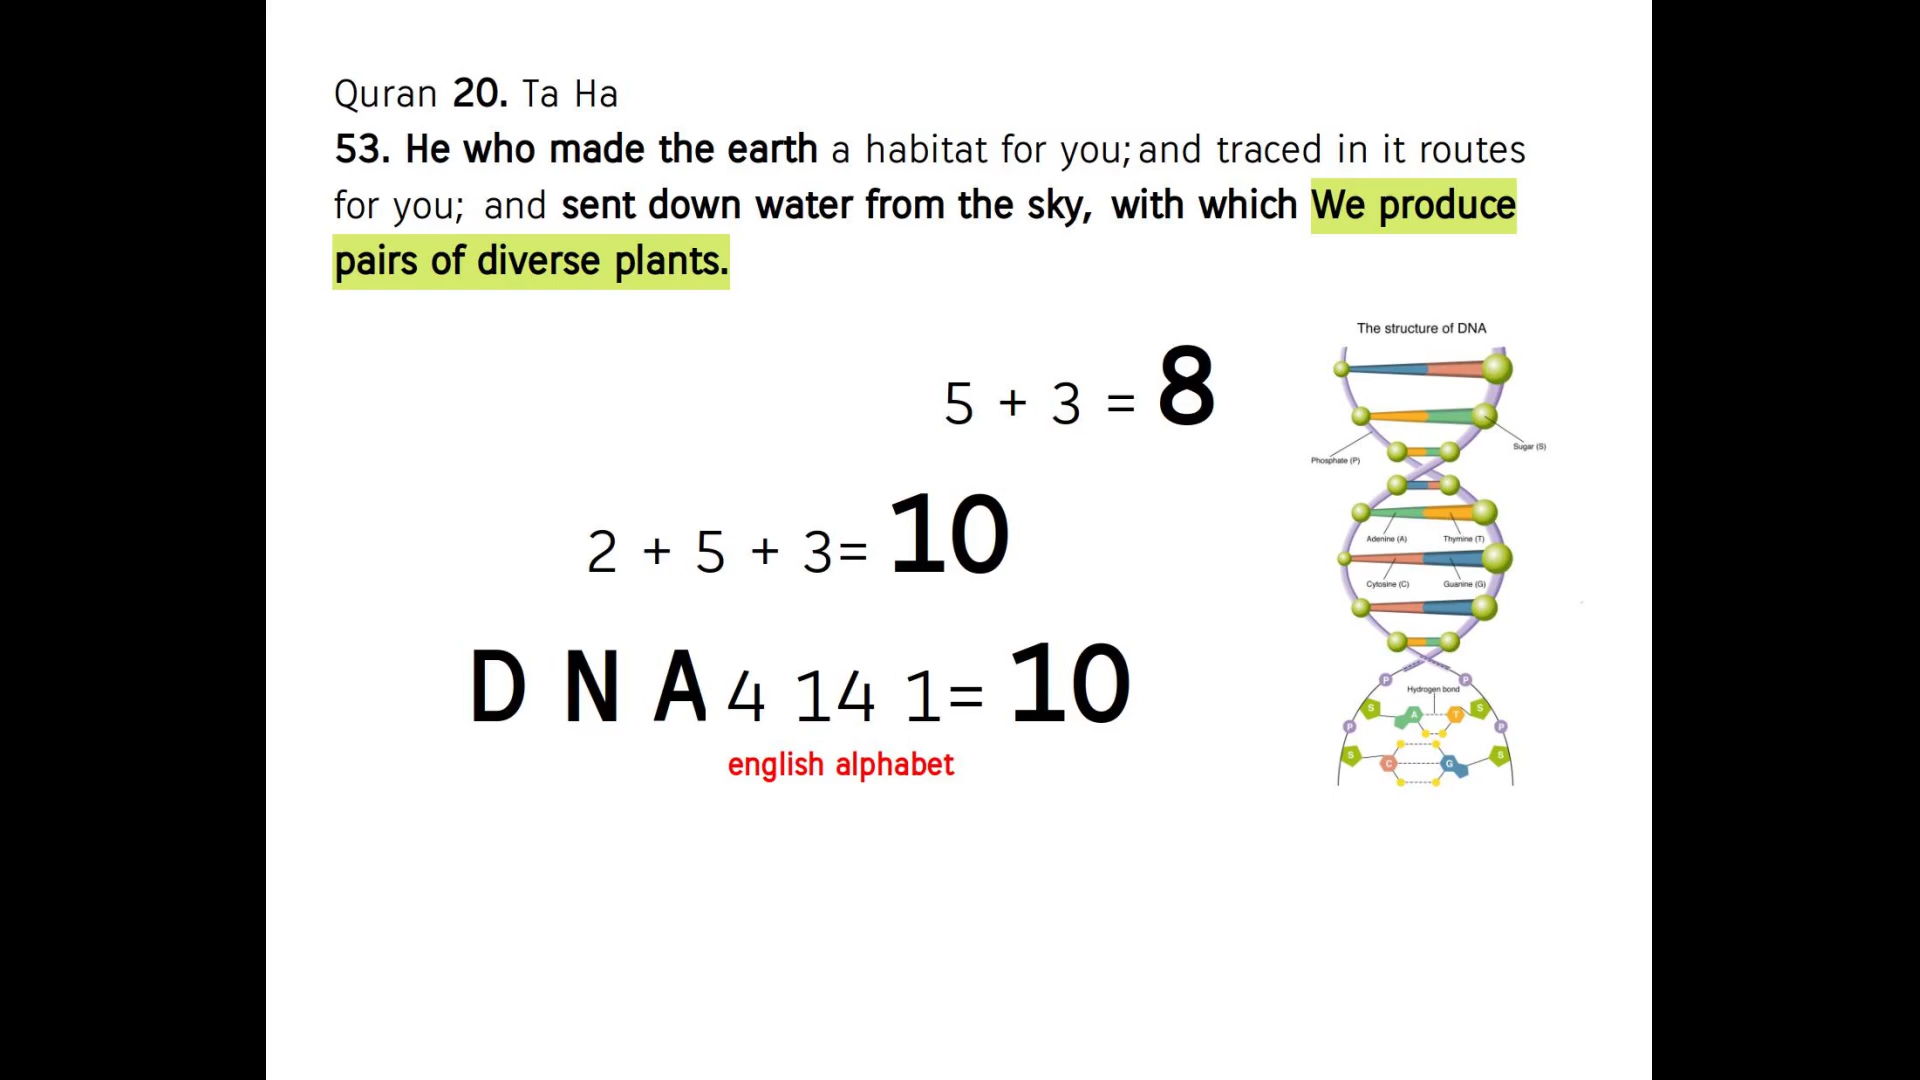 Quran 20. Ta Ha
53. He who made the earth a habitat for you; and traced in it routes
for you; and sent down water from the sky, with which We produce
pairs of diverse plants.
The structure of DNA
5 + 3 = 8
Sugar (S)
Phosphate (P)
2 + 5 + 3= 10
Adenine (A) Thymine (T)
Cytosine (C) Guanine (G)
D N A 4 14 1= 10
english alphabet
P P
Hydrogen bond
S A T S
P P
S C G S